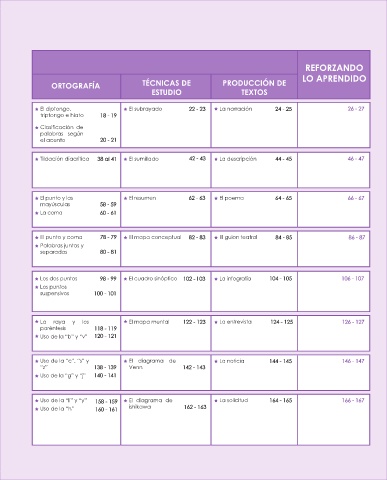 ORTOGRAFÍA
TÉCNICAS DE
ESTUDIO
PRODUCCIÓN DE
TEXTOS
REFORZANDO
LO APRENDIDO
El diptongo,
triptongo e hiato 18 - 19
Clasificación de
palabras según
el acento 20 - 21
El subrayado 22 - 23
La narración 24 - 25
26 - 27
Tildación diacrítica 38 al 41
El sumillado 42 - 43
La descripción 44 - 45
46 - 47
El punto y las
mayúsculas 58 - 59
La coma 60 - 61
El resumen 62 - 63
El poema 64 - 65
66 - 67
El punto y coma 78 - 79
Palabras juntas y
separadas 80 - 81
El mapa conceptual 82 - 83
El guion teatral 84 - 85
86 - 87
Los dos puntos 98 - 99
Los puntos
suspensivos 100 - 101
El cuadro sinóptico 102 - 103
La infografía 104 - 105
106 - 107
La raya y los
paréntesis 118 - 119
Uso de la "b" y "v" 120 - 121
El mapa mental 122 - 123
La entrevista 124 - 125
126 - 127
Uso de la "c", "s" y
"z" 138 - 139
Uso de la "g" y "j" 140 - 141
El diagrama de
Venn 142 - 143
La noticia 144 - 145
146 - 147
Uso de la "ll" y "y" 158 - 159
Uso de la "h" 160 - 161
El diagrama de
Ishikawa 162 - 163
La solicitud 164 - 165
166 - 167